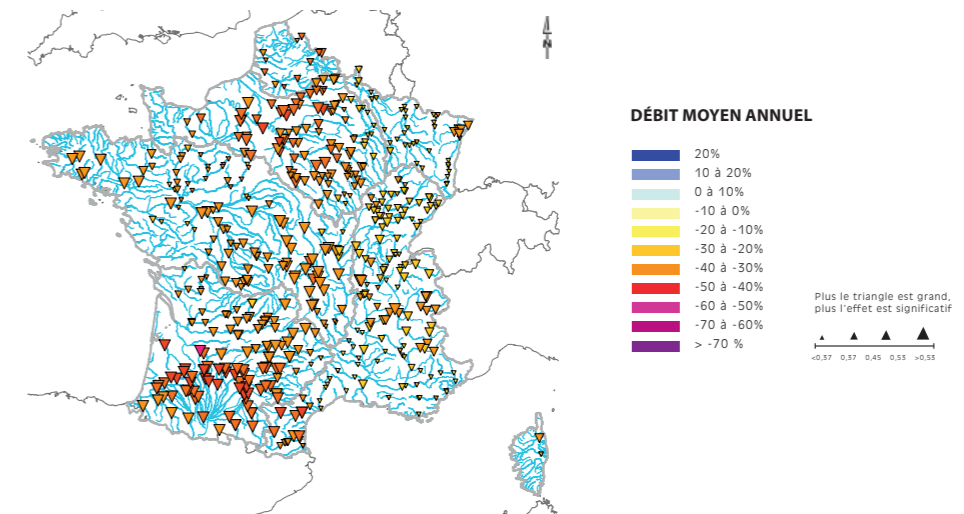 N
DÉBIT MOYEN ANNUEL
20%
10 à 20%
0 à 10%
-10 à 0%
-20 à -10%
-30 à -20%
-40 à -30%
-50 à -40%
-60 à -50%
-70 à -60%
> -70 %
Plus le triangle est grand,
plus l'effet est significatif
<0,37 0,37 0,45 0,53 >0,55